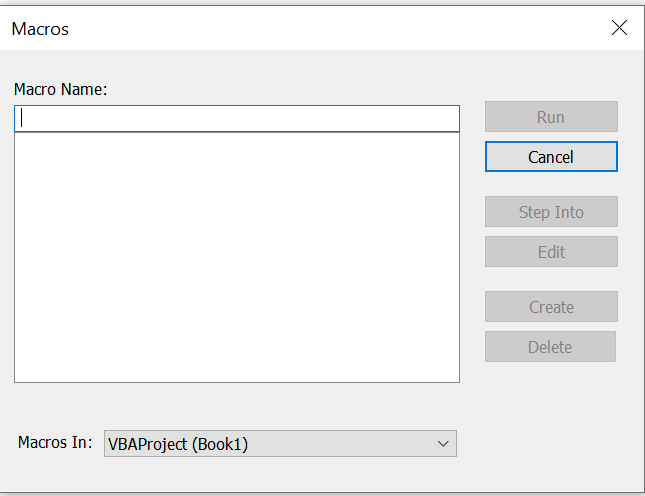 Macros
Macro Name:
Run
Cancel
Step Into
Edit
Create
Delete
Macros In: VBAProject (Book1)